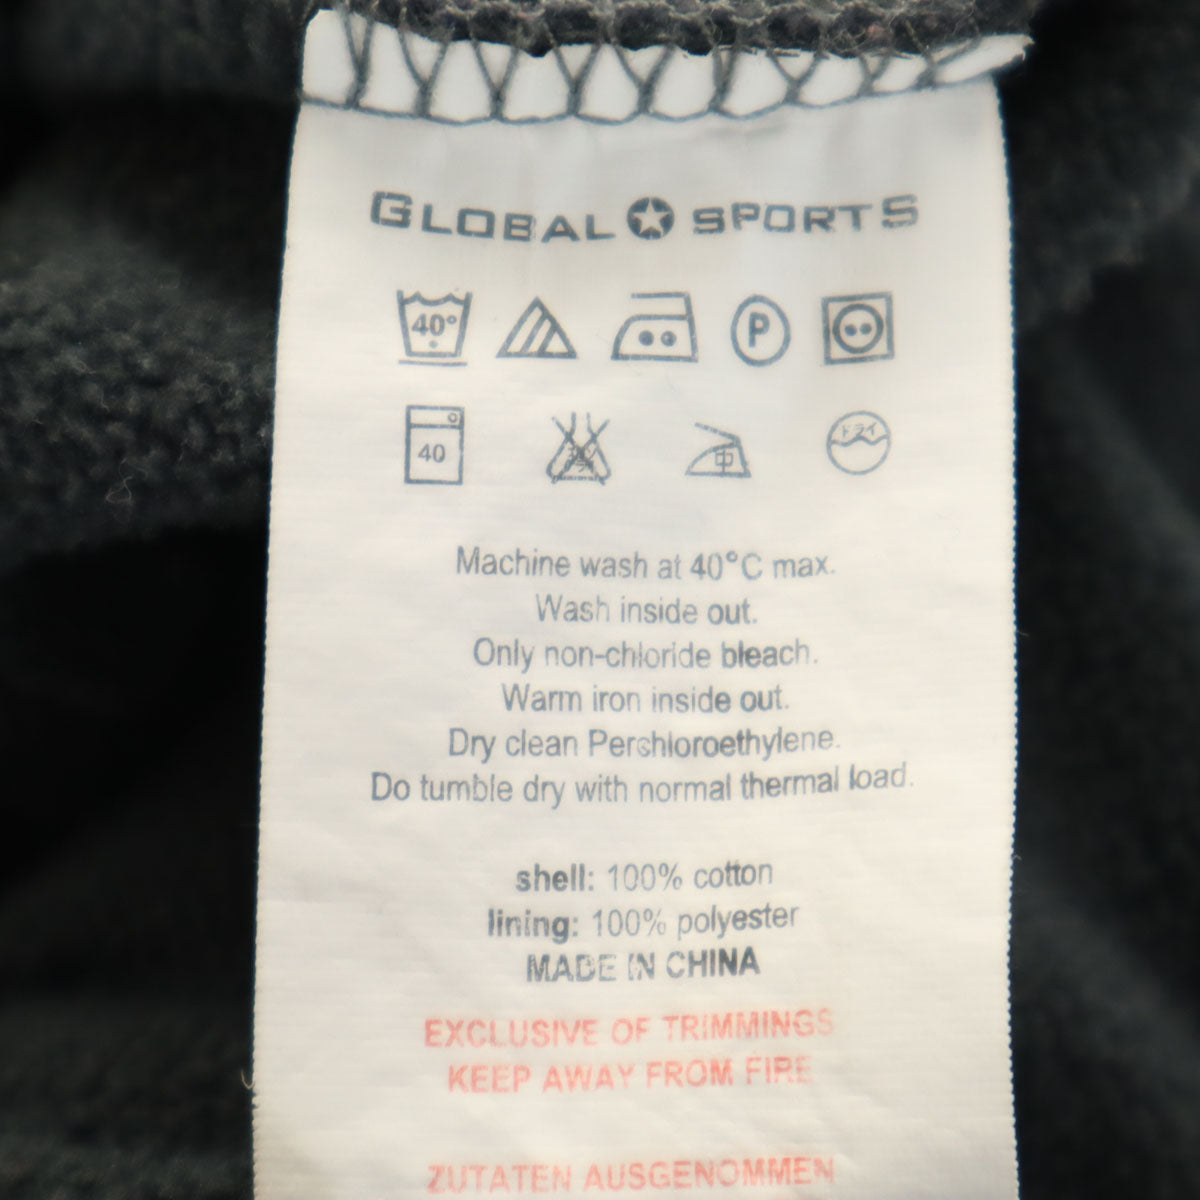 GLOBAL SPORTS
40° P
40 中 ドライ
Machine wash at 40°C max.
Wash inside out.
Only non-chloride bleach.
Warm iron inside out.
Dry clean Pershloroethylene.
Do tumble dry with normal thermal load.
shell: 100% cotton
lining: 100% polyester
MADE IN CHINA
EXCLUSIVE OF TRIMMINGS
KEEP AWAY FROM FIRE
ZUTATEN AUSGENOMMEN